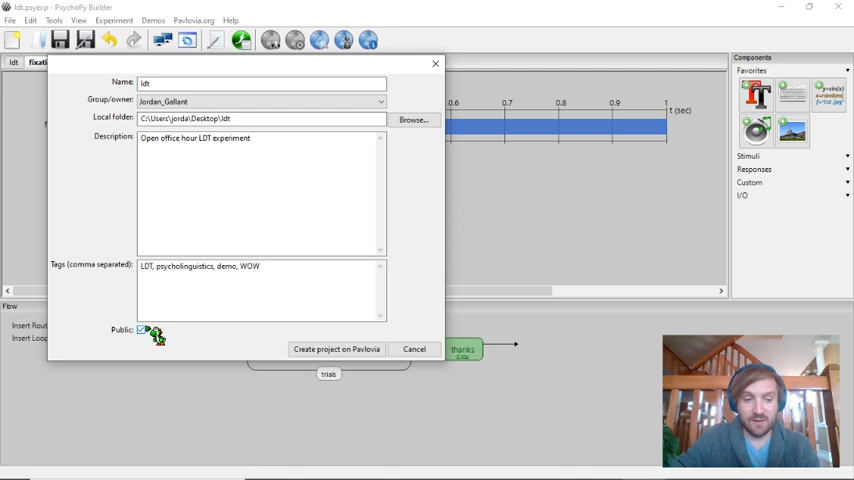 ldt.psyexp - PsychoPy Builder
File Edit Tools View Experiment Demos Pavlovia.org Help
ldt
Name: ldt
Group/owner: Jordan_Gallant
Local folder: C:\Users\jorda\Desktop\ldt Browse...
Description: Open office hour LDT experiment
Tags (comma separated): LDT, psycholinguistics, demo, WOW
Public:
Create project on Pavlovia Cancel
0.6 0.7 0.8 0.9 1 t (sec)
Components
Favorites
Stimuli
Responses
Custom
I/O
Flow
Insert Rout
Insert Loop
thanks
trials